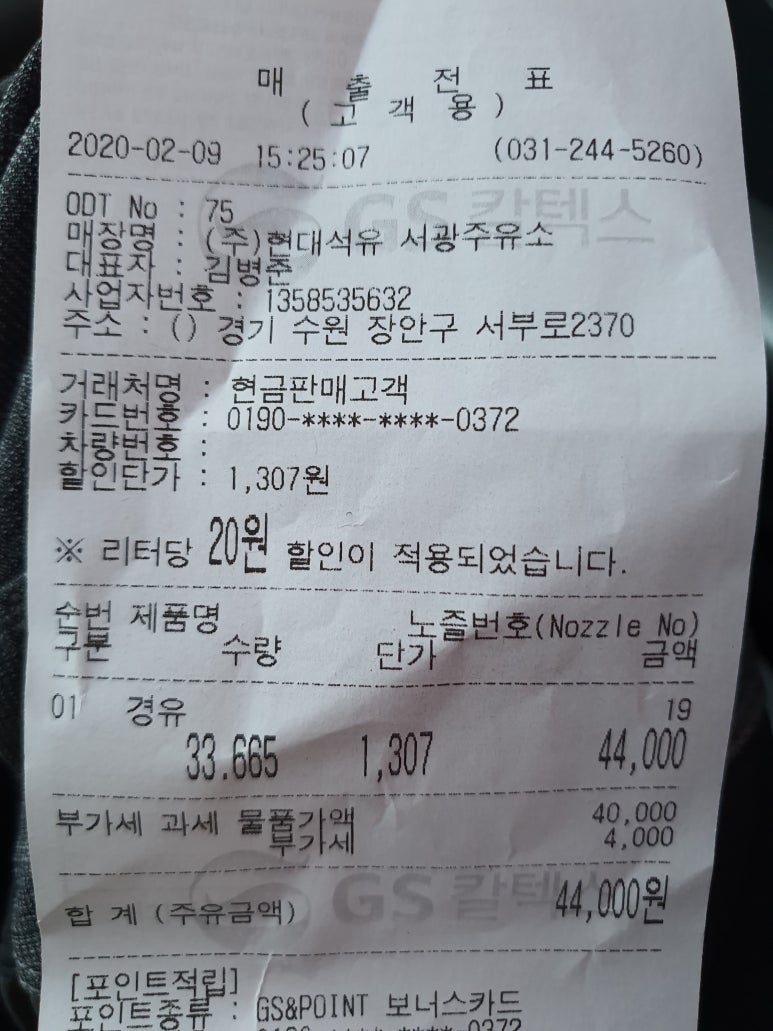 매 출 전 표
( 고 객 용 )
2020-02-09 15:25:07 (031-244-5260)
GS 칼텍스
ODT No : 75
매장명 : (주)현대석유 서광주유소
대표자 : 김병춘
사업자번호 : 1358535632
주소 : () 경기 수원 장안구 서부로2370
거래처명 : 현금판매고객
카드번호 : 0190-****-****-0372
차량번호 :
할인단가 : 1,307원
※ 리터당 20원 할인이 적용되었습니다.
순번 제품명 노즐번호(Nozzle No)
구분 수량 단가 금액
01 경유 19
33.665 1,307 44,000
부가세 과세 물품가액 40,000
부가세 4,000
GS 칼텍스
합 계 (주유금액) 44,000원
[포인트적립]
포인트종류 : GS&POINT 보너스카드
0190-****-****-0372